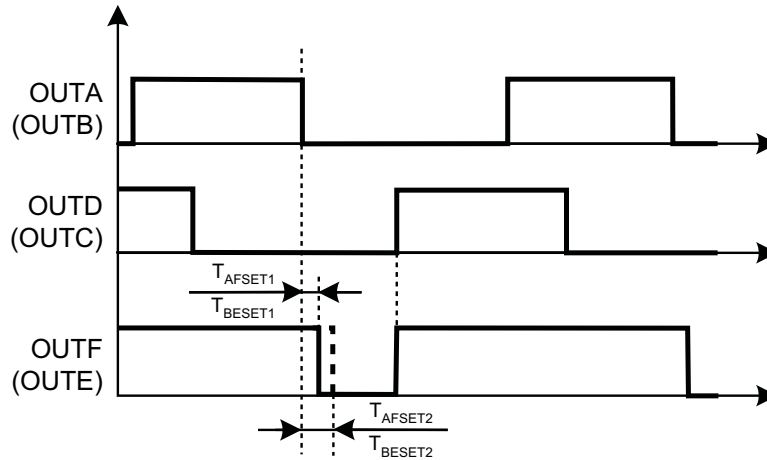 OUTA
(OUTB)
OUTD
(OUTC)
TAFSET1
TBESET1
OUTF
(OUTE)
TAFSET2
TBESET2